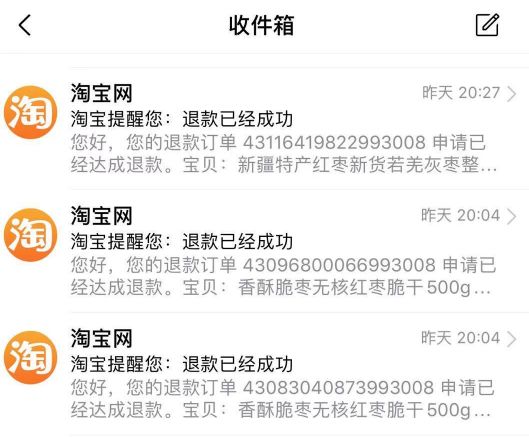 收件箱
淘宝网
昨天 20:27
淘宝提醒您：退款已经成功
您好，您的退款订单 43116419822993008 申请已
经达成退款。宝贝：新疆特产红枣新货若羌灰枣整...
淘
淘宝网
昨天 20:04
淘宝提醒您：退款已经成功
您好，您的退款订单 43096800066993008 申请已
经达成退款。宝贝：香酥脆枣无核红枣脆干500g...
淘
淘宝网
昨天 20:04
淘宝提醒您：退款已经成功
您好，您的退款订单 43083040873993008 申请已
经达成退款。宝贝：香酥脆枣无核红枣脆干500g...
淘